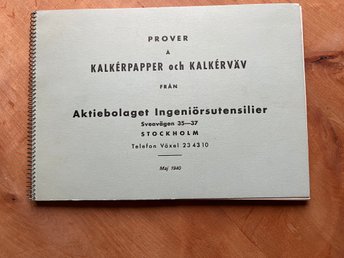 PROVER
Å
KALKÉRPAPPER och KALKÉRVÄV
FRÅN
Aktiebolaget Ingeniörsutensilier
Sveavägen 35—37
STOCKHOLM
Telefon Växel 23 43 10
Maj 1940